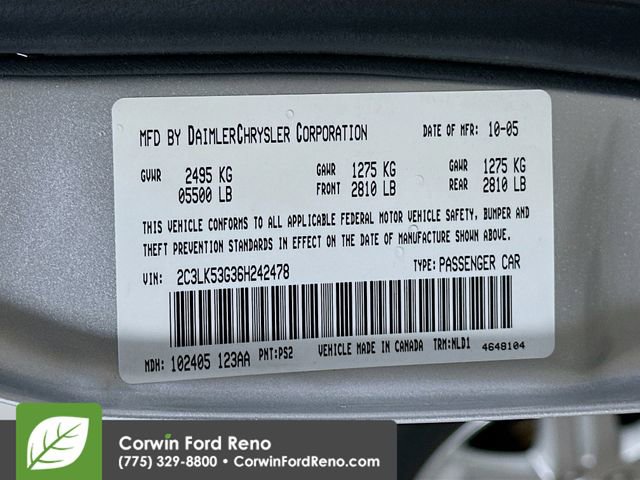 MFD BY DAIMLERCHRYSLER CORPORATION DATE OF MFR: 10-05
GVWR 2495 KG GAWR 1275 KG GAWR 1275 KG
05500 LB FRONT 2810 LB REAR 2810 LB
THIS VEHICLE CONFORMS TO ALL APPLICABLE FEDERAL MOTOR VEHICLE SAFETY, BUMPER AND
THEFT PREVENTION STANDARDS IN EFFECT ON THE DATE OF MANUFACTURE SHOWN ABOVE.
VIN: 2C3LK53G36H242478 TYPE: PASSENGER CAR
MDH: 102405 123AA PNT: PS2 VEHICLE MADE IN CANADA TRM: NLD1 4648104
Corwin Ford Reno
(775) 329-8800 • CorwinFordReno.com